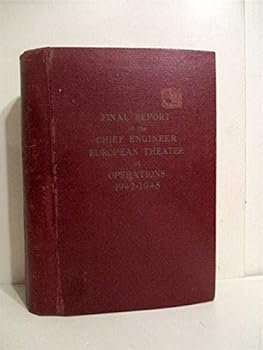 FINAL REPORT
of the
CHIEF ENGINEER
EUROPEAN THEATER
of
OPERATIONS
1942-1945